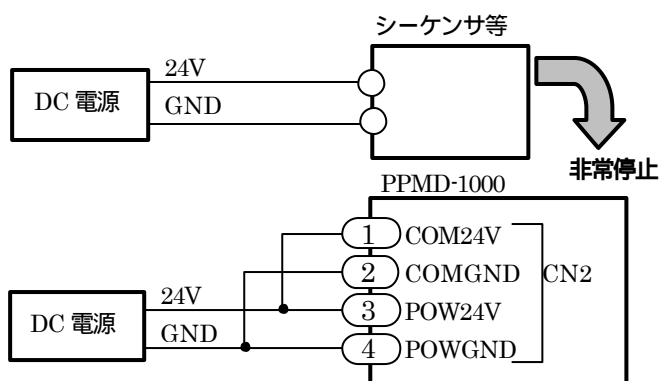 シーケンサ等
24V
DC 電源
GND
非常停止
PPMD-1000
1 COM24V
2 COMGND CN2
24V
3 POW24V
DC 電源
GND
4 POWGND